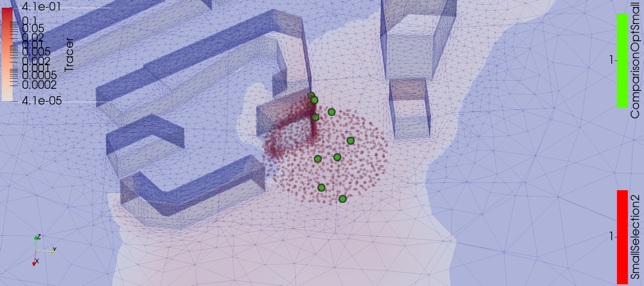 4.1e-01
0.1
0.05
0.02
0.01
0.005
0.002
0.001
0.0005
0.0002
4.1e-05
Tracer
ComparisonOptSmall
1
SmallSelection2
1
Z
Y
X